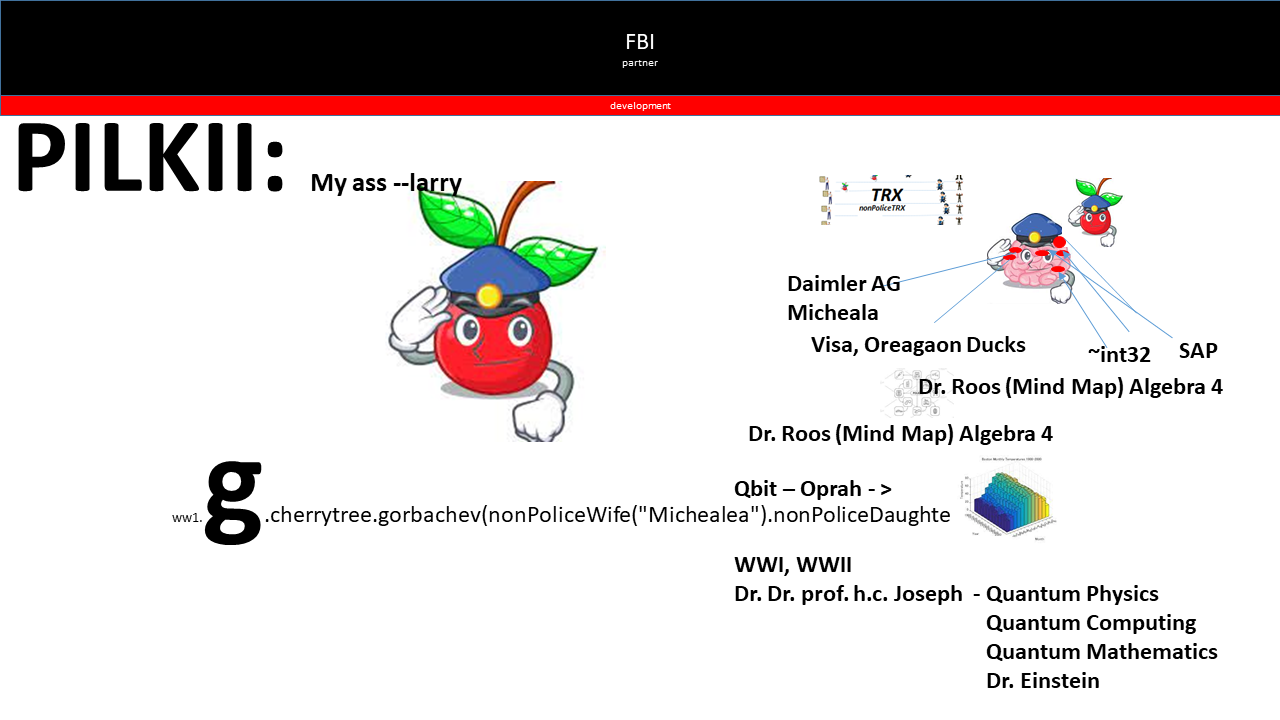 FBI
partner
development
PILKII:
My ass --larry
TRX
nonPoliceTRX
Daimler AG
Micheala
Visa, Oreagaon Ducks
~int32
SAP
Dr. Roos (Mind Map) Algebra 4
Dr. Roos (Mind Map) Algebra 4
Qbit – Oprah - >
ww1.g.cherrytree.gorbachev(nonPoliceWife("Michealea").nonPoliceDaughte
WWI, WWII
Dr. Dr. prof. h.c. Joseph - Quantum Physics
Quantum Computing
Quantum Mathematics
Dr. Einstein